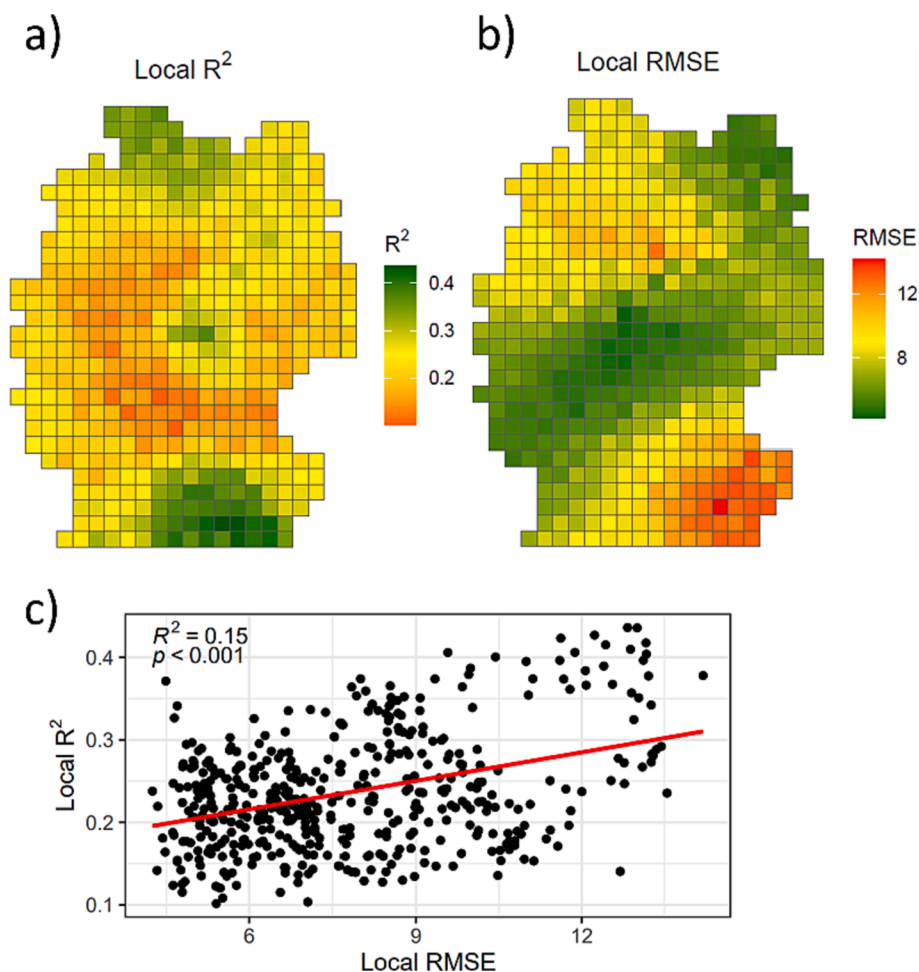 a)
Local R²
R²
0.4
0.3
0.2
b)
Local RMSE
RMSE
12
8
c)
R² = 0.15
p < 0.001
Local R²
0.4
0.3
0.2
0.1
6
9
12
Local RMSE